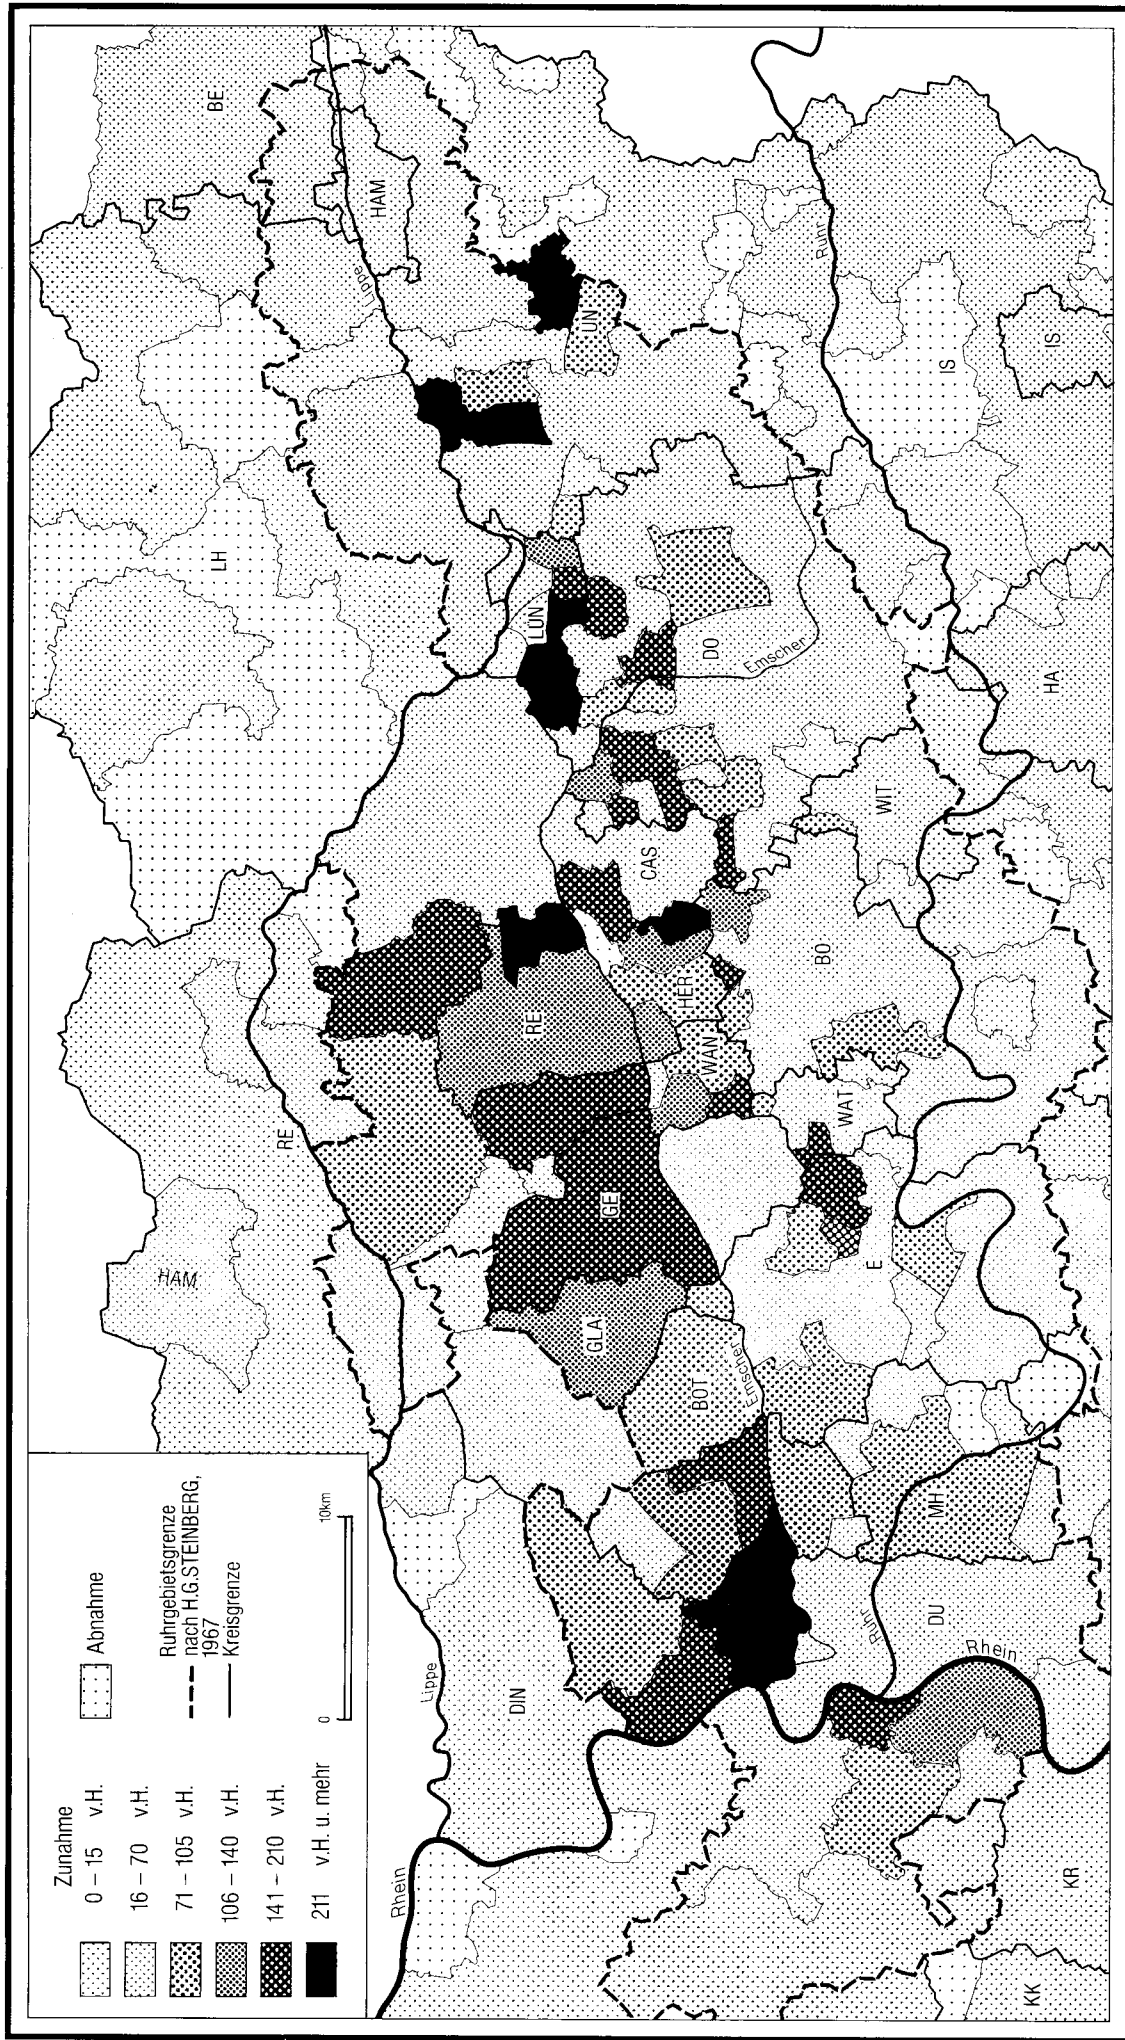 Zunahme
0 – 15 v.H.
16 – 70 v.H.
71 – 105 v.H.
106 – 140 v.H.
141 – 210 v.H.
211 v.H. u. mehr
Abnahme
Ruhrgebietsgrenze
nach H.G.STEINBERG,
1967
Kreisgrenze
0 10km
BE
HAM
Lippe
LH
UN
Ruhr
IS
IS
LÜN
DO
Emscher
HA
WIT
CAS
BO
HER
RE
WAN
WAT
RE
HAM
GE
E
GLA
BOT
Emscher
MH
DU
Ruhr
Rhein
Lippe
DIN
Rhein
KR
KK